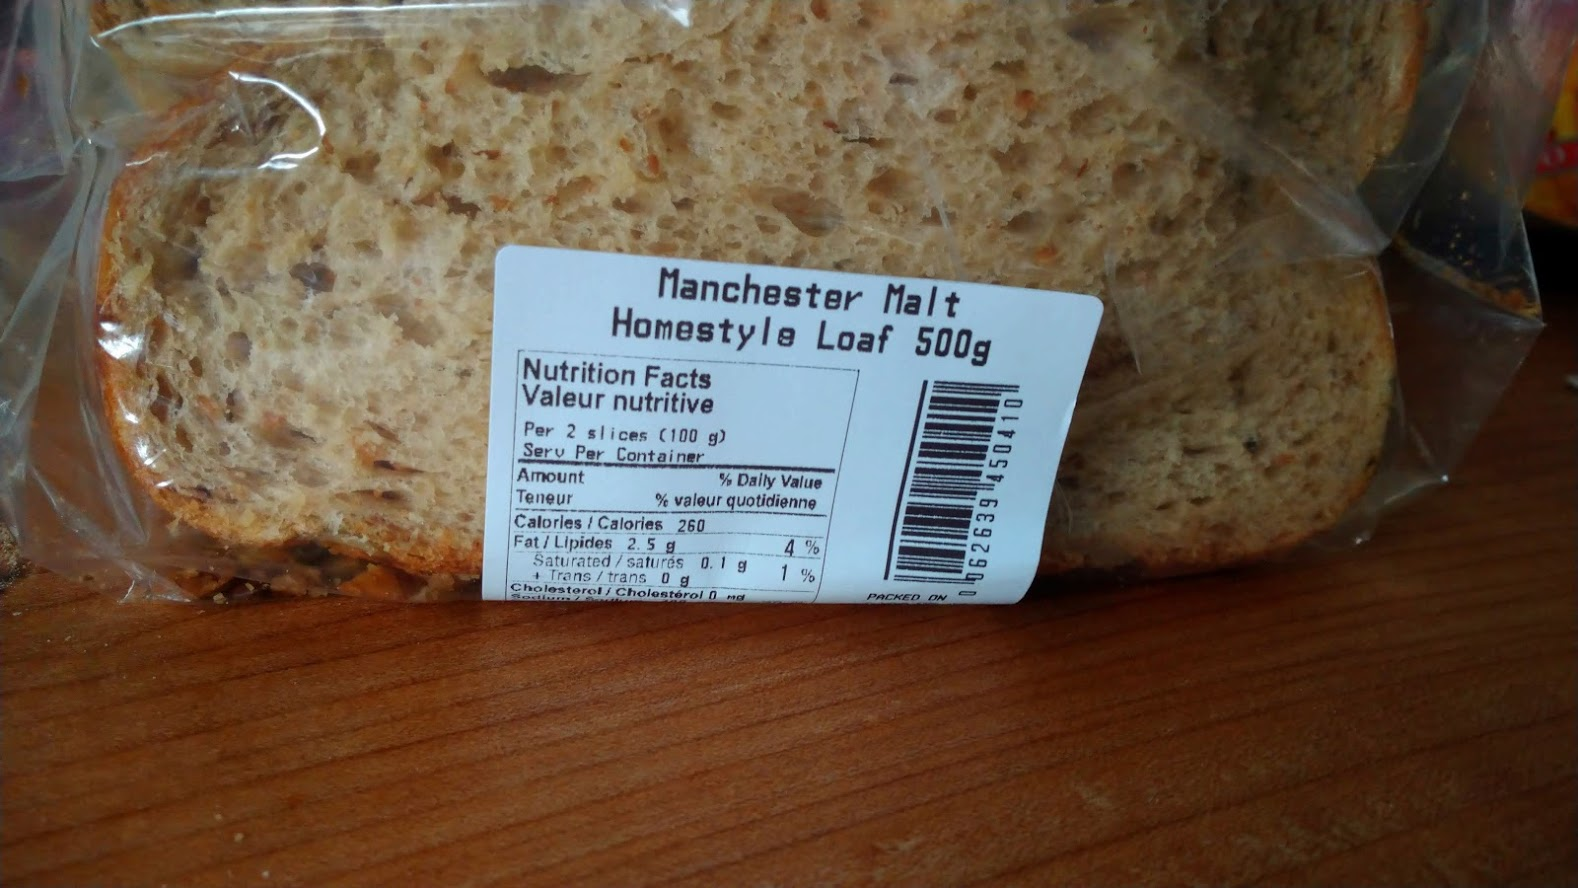 Manchester Malt
Homestyle Loaf 500g
Nutrition Facts
Valeur nutritive
Per 2 slices (100 g)
Serv Per Container
Amount % Daily Value
Teneur % valeur quotidienne
Calories / Calories 260
Fat / Lipides 2.5 g 4 %
Saturated / saturés 0.1 g 1 %
+ Trans / trans 0 g
Cholesterol / Cholestérol 0 mg
0 62639 45041 0
PACKED ON